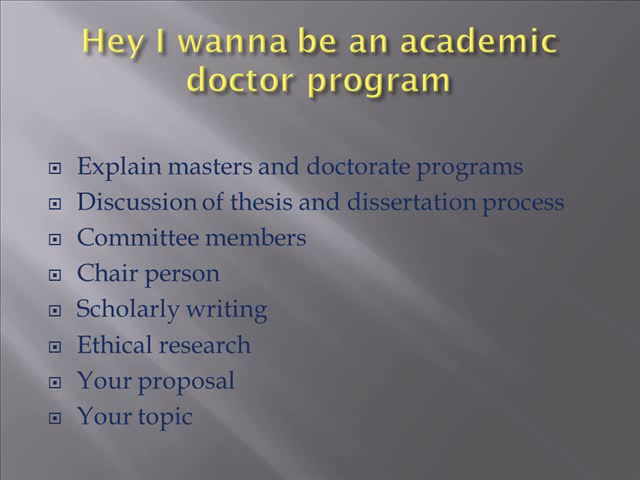 Hey I wanna be an academic
doctor program
Explain masters and doctorate programs
Discussion of thesis and dissertation process
Committee members
Chair person
Scholarly writing
Ethical research
Your proposal
Your topic